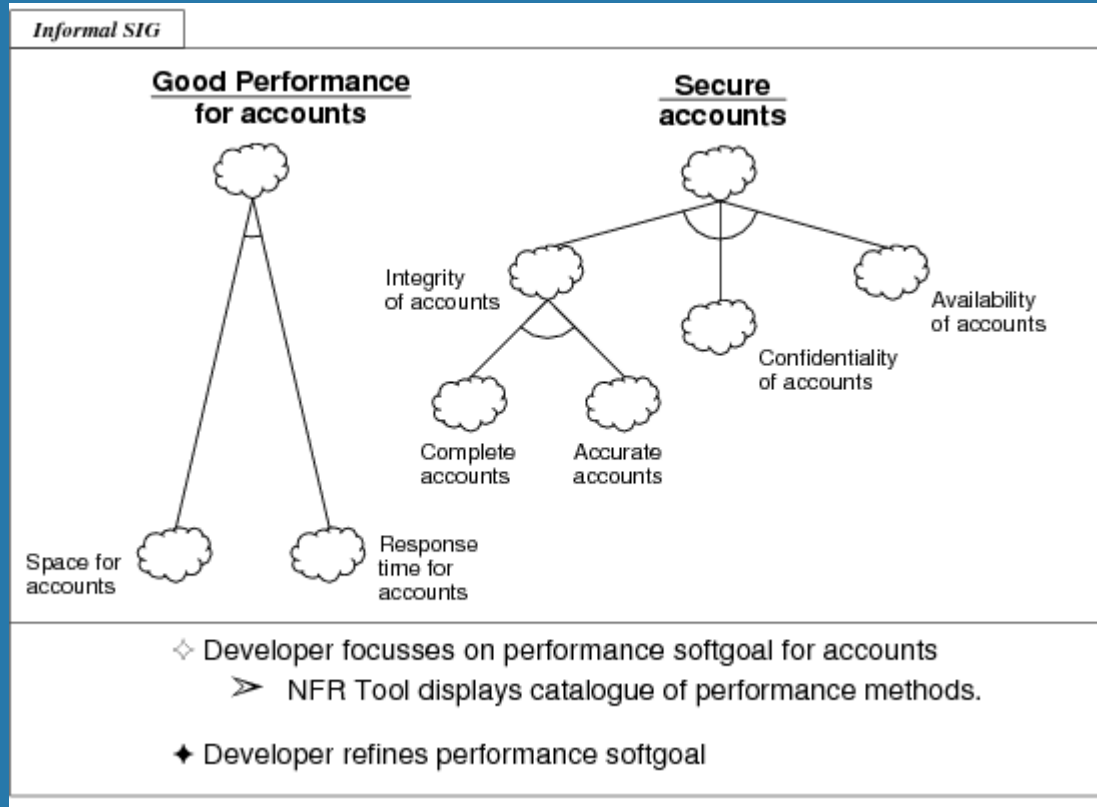 Informal SIG
Good Performance
for accounts
Secure
accounts
Integrity
of accounts
Availability
of accounts
Confidentiality
of accounts
Complete
accounts
Accurate
accounts
Space for
accounts
Response
time for
accounts
Developer focusses on performance softgoal for accounts
NFR Tool displays catalogue of performance methods.
Developer refines performance softgoal